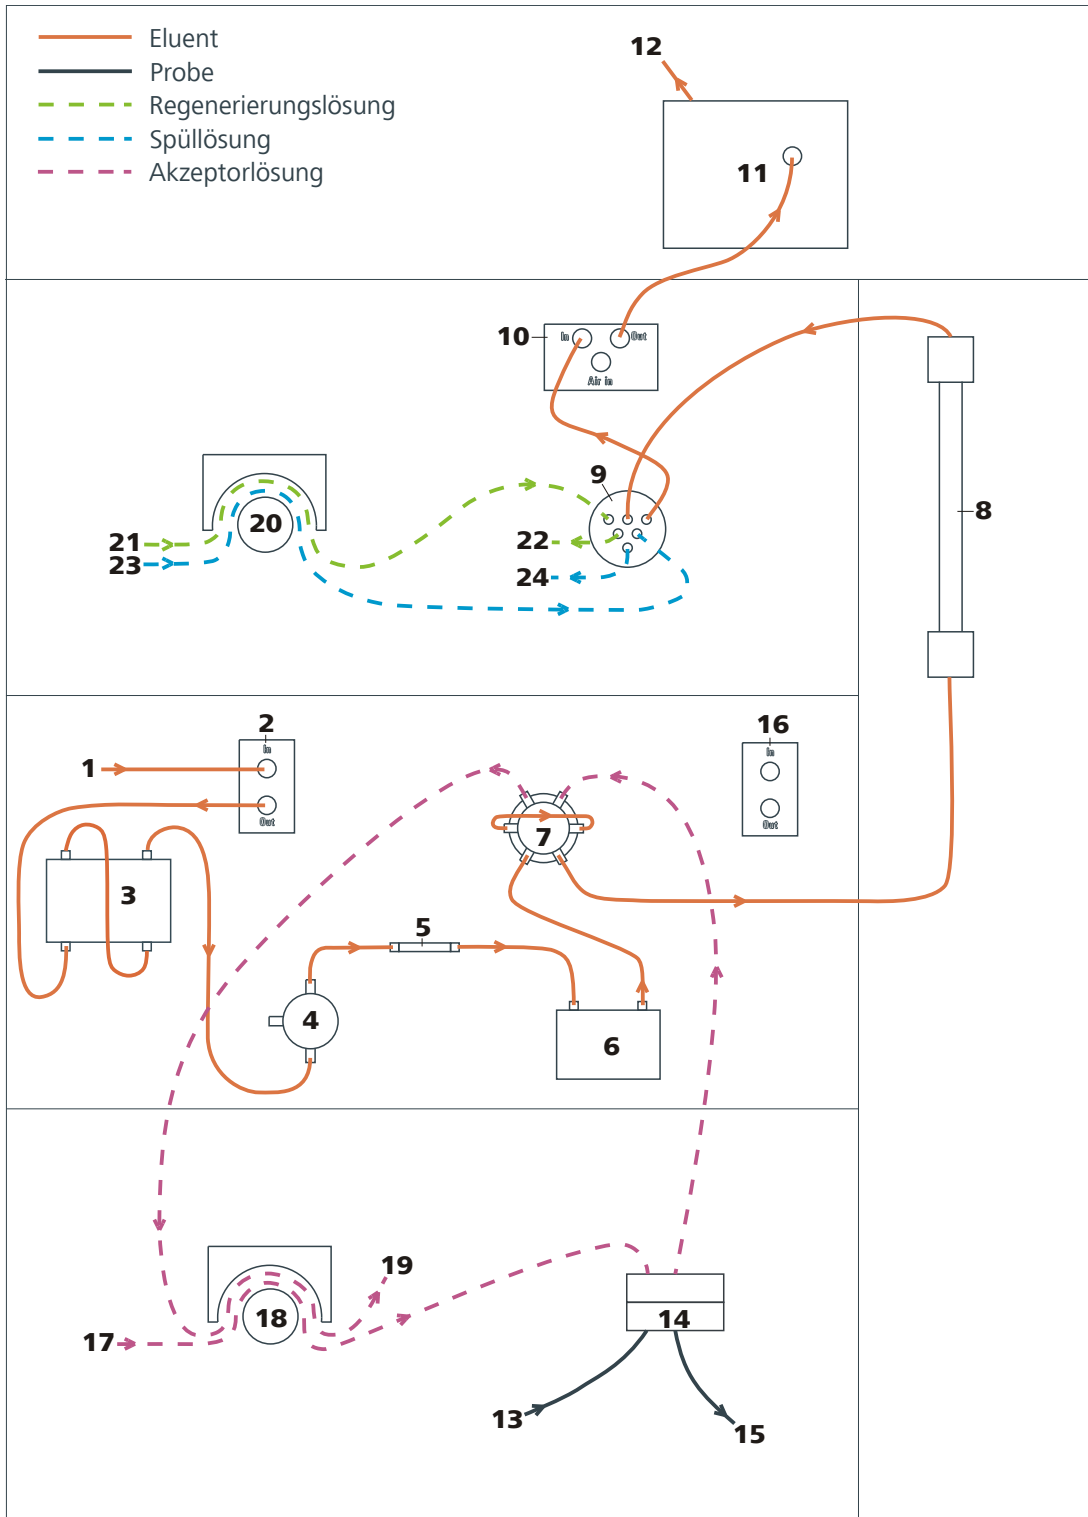 Eluent
Probe
Regenerierungslösung
Spüllösung
Akzeptorlösung
12
11
10
In
Out
Air in
9
8
20
21
23
22
24
2
In
Out
1
16
In
Out
7
3
5
4
6
19
18
17
14
13
15